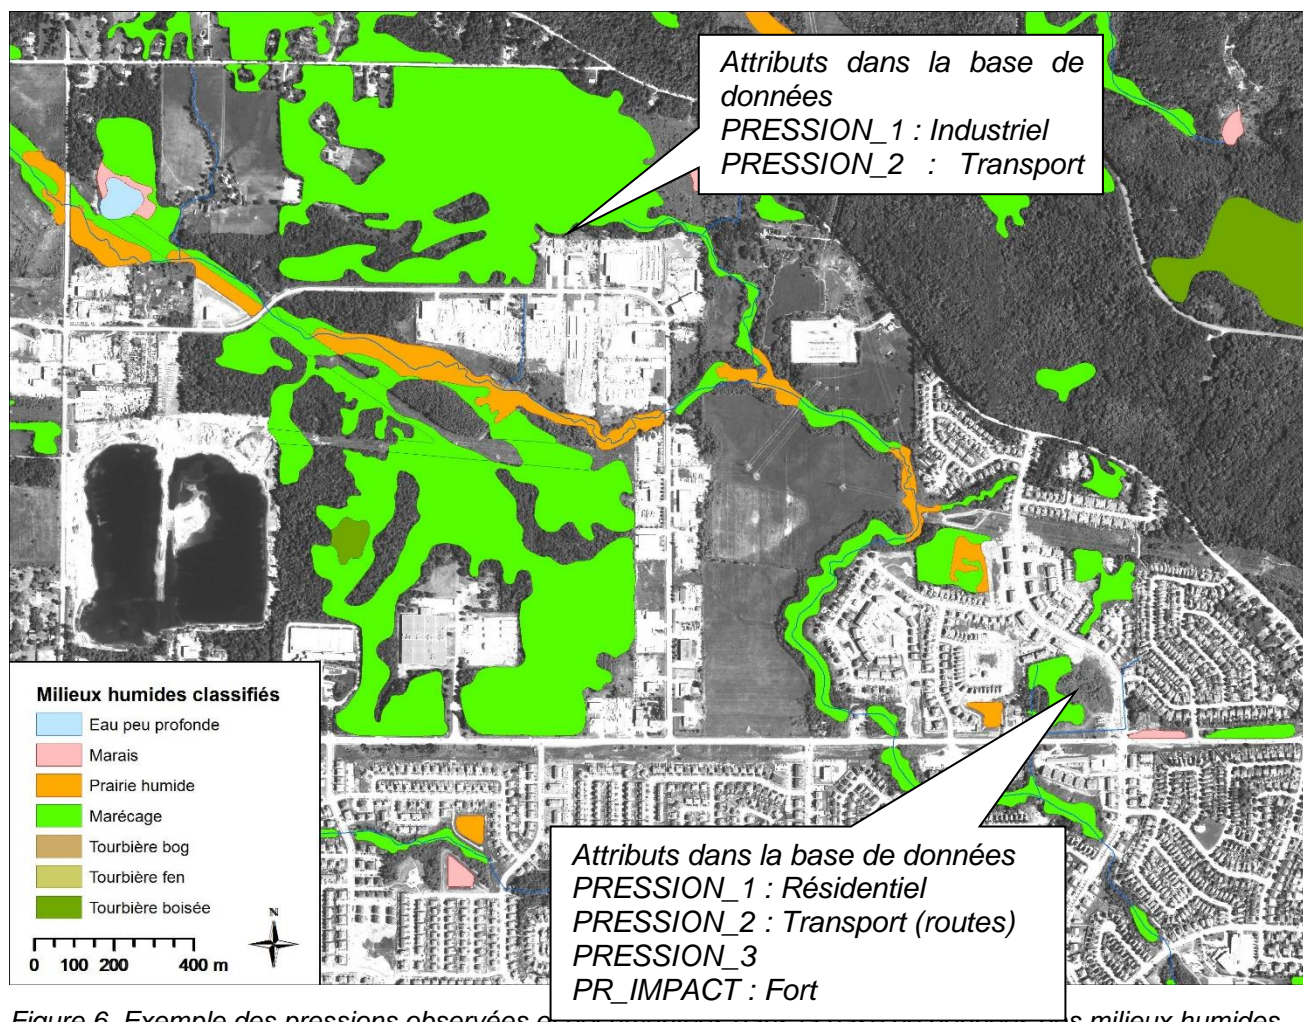 Attributs dans la base de
données
PRESSION_1 : Industriel
PRESSION_2 : Transport
Milieux humides classifiés
Eau peu profonde
Marais
Prairie humide
Marécage
Tourbière bog
Tourbière fen
Tourbière boisée
N
0 100 200 400 m
Attributs dans la base de données
PRESSION_1 : Résidentiel
PRESSION_2 : Transport (routes)
PRESSION_3
PR_IMPACT : Fort
Figure 6. Exemple des pressions observées milieux humides